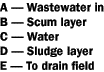 A — Wastewater in
B — Scum layer
C — Water
D — Sludge layer
E — To drain field